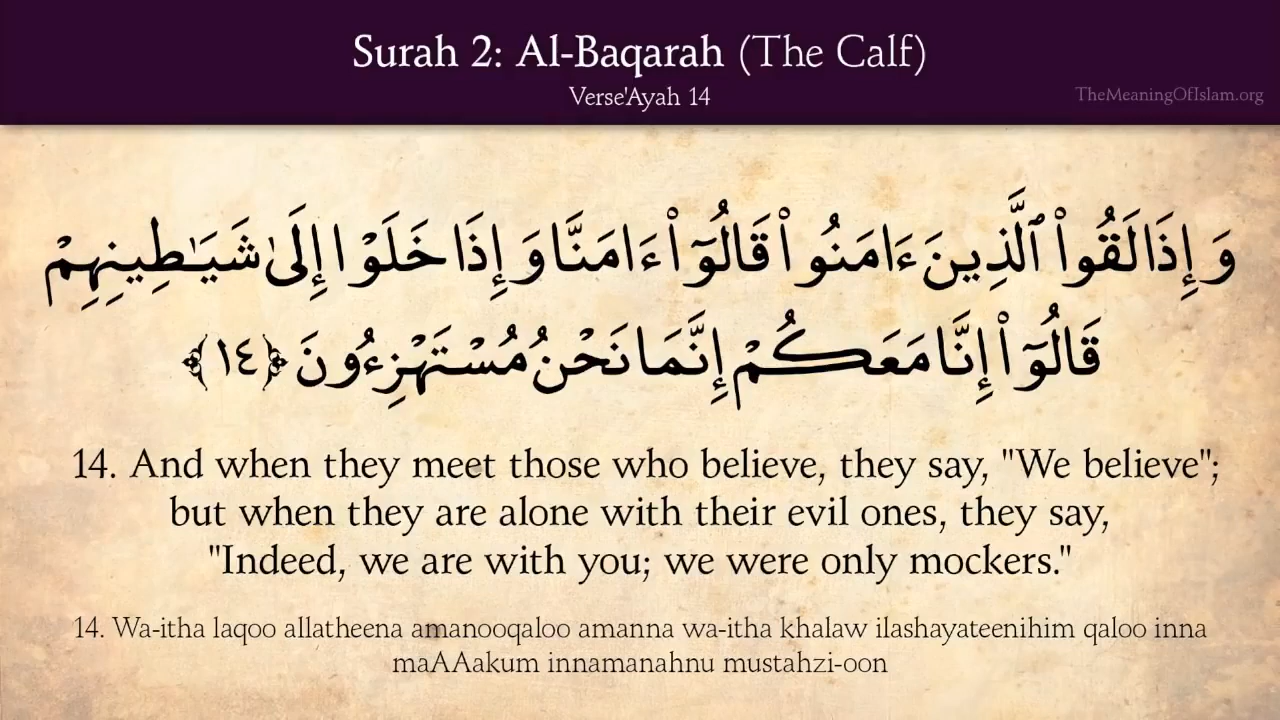 Surah 2: Al-Baqarah (The Calf)
Verse'Ayah 14
TheMeaningOfIslam.org
وَإِذَا لَقُوا۟ ٱلَّذِينَ ءَامَنُوا۟ قَالُوٓا۟ ءَامَنَّا وَإِذَا خَلَوْا۟ إِلَىٰ شَيَـٰطِينِهِمْ
قَالُوٓا۟ إِنَّا مَعَكُمْ إِنَّمَا نَحْنُ مُسْتَهْزِءُونَ ﴿١٤﴾
14. And when they meet those who believe, they say, "We believe";
but when they are alone with their evil ones, they say,
"Indeed, we are with you; we were only mockers."
14. Wa-itha laqoo allatheena amanooqaloo amanna wa-itha khalaw ilashayateenihim qaloo inna
maAAakum innamanahnu mustahzi-oon